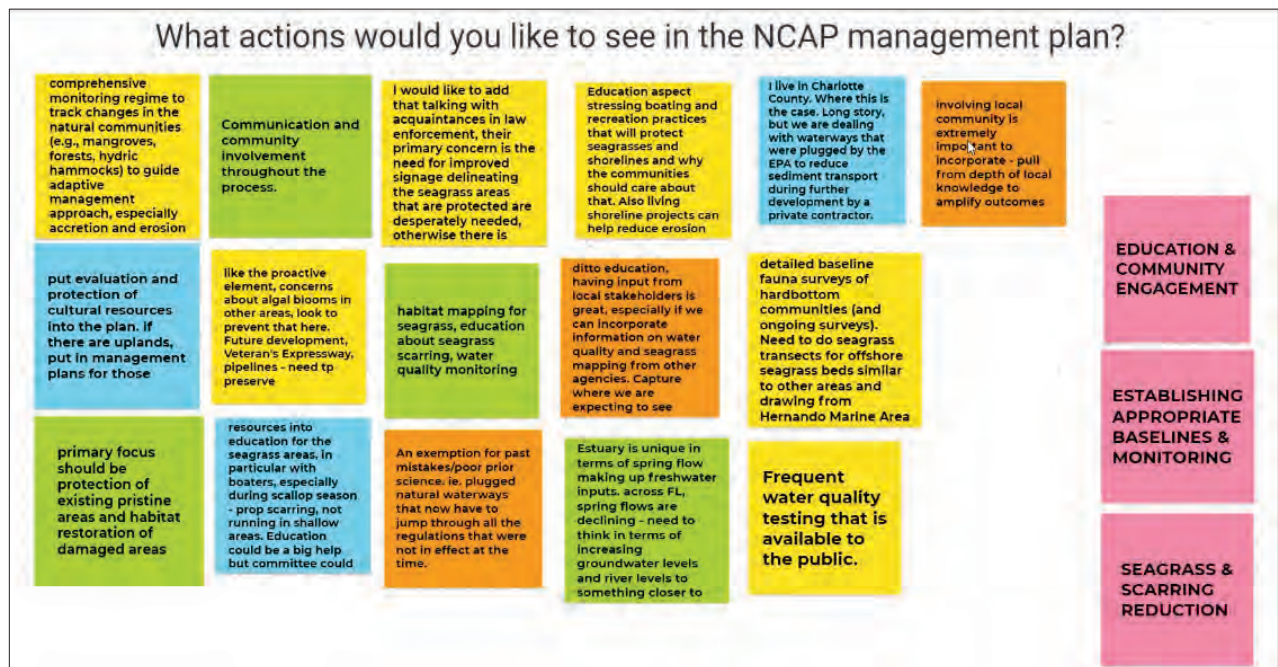 What actions would you like to see in the NCAP management plan?
comprehensive
monitoring regime to
track changes in the
natural communities
(e.g., mangroves,
forests, hydric
hammocks) to guide
adaptive
management
approach, especially
accretion and erosion
Communication and
community
involvement
throughout the
process.
I would like to add
that talking with
acquaintances in law
enforcement, their
primary concern is the
need for improved
signage delineating
the seagrass areas
that are protected are
desperately needed,
otherwise there is
Education aspect
stressing boating and
recreation practices
that will protect
seagrasses and
shorelines and why
the communities
should care about
that. Also living
shoreline projects can
help reduce erosion
I live in Charlotte
County. Where this is
the case. Long story,
but we are dealing
with waterways that
were plugged by the
EPA to reduce
sediment transport
during further
development by a
private contractor.
involving local
community is
extremely
important to
incorporate - pull
from depth of local
knowledge to
amplify outcomes
put evaluation and
protection of
cultural resources
into the plan. if
there are uplands,
put in management
plans for those
like the proactive
element, concerns
about algal blooms in
other areas, look to
prevent that here.
Future development,
Veteran's Expressway,
pipelines - need tp
preserve
habitat mapping for
seagrass, education
about seagrass
scarring, water
quality monitoring
ditto education,
having input from
local stakeholders is
great, especially if we
can incorporate
information on water
quality and seagrass
mapping from other
agencies. Capture
where we are
expecting to see
detailed baseline
fauna surveys of
hardbottom
communities (and
ongoing surveys).
Need to do seagrass
transects for offshore
seagrass beds similar
to other areas and
drawing from
Hernando Marine Area
primary focus
should be
protection of
existing pristine
areas and habitat
restoration of
damaged areas
resources into
education for the
seagrass areas, in
particular with
boaters, especially
during scallop season
- prop scarring, not
running in shallow
areas. Education
could be a big help
but committee could
An exemption for past
mistakes/poor prior
science. ie. plugged
natural waterways
that now have to
jump through all the
regulations that were
not in effect at the
time.
Estuary is unique in
terms of spring flow
making up freshwater
inputs. across FL,
spring flows are
declining - need to
think in terms of
increasing
groundwater levels
and river levels to
something closer to
Frequent
water quality
testing that is
available to
the public.
EDUCATION &
COMMUNITY
ENGAGEMENT
ESTABLISHING
APPROPRIATE
BASELINES &
MONITORING
SEAGRASS &
SCARRING
REDUCTION